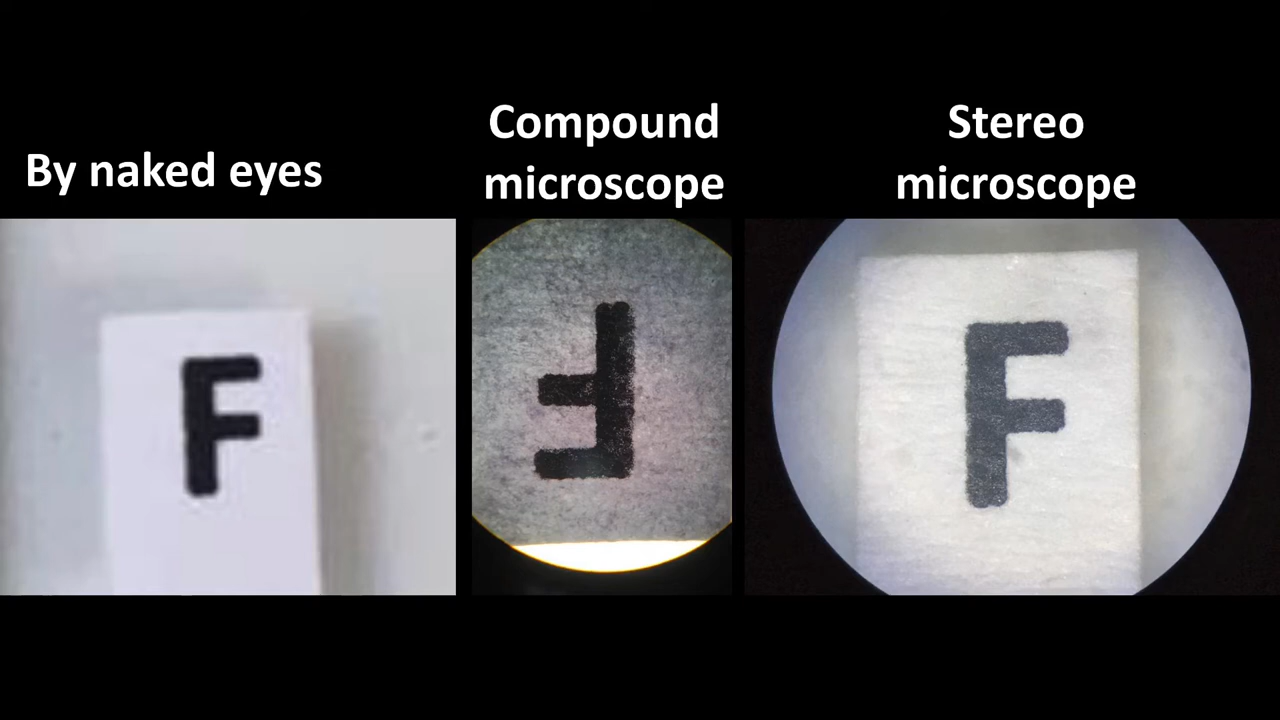 By naked eyes
Compound
microscope
Stereo
microscope
F
F
F